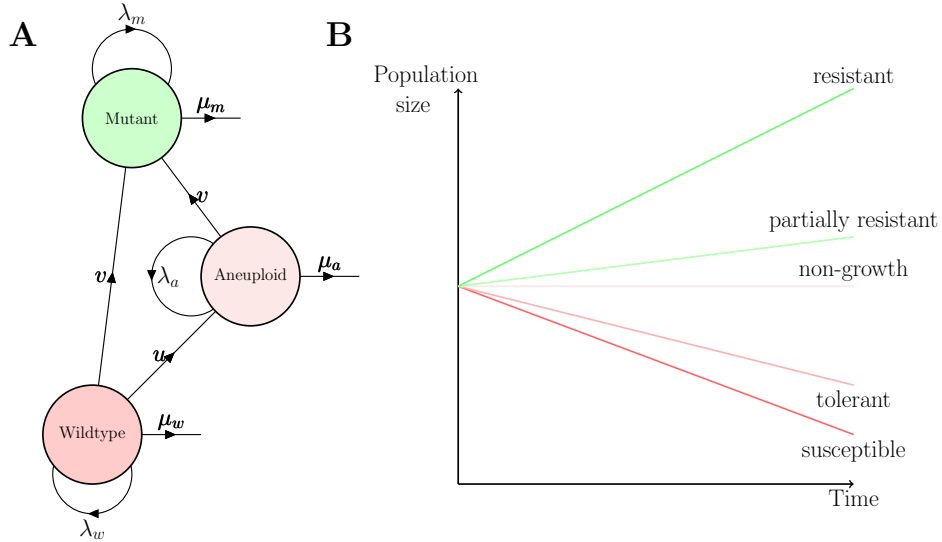 A
λm
Mutant
μm
v
v
λa
Aneuploid
μa
u
Wildtype
μw
λw
B
Population
size
resistant
partially resistant
non-growth
tolerant
susceptible
Time